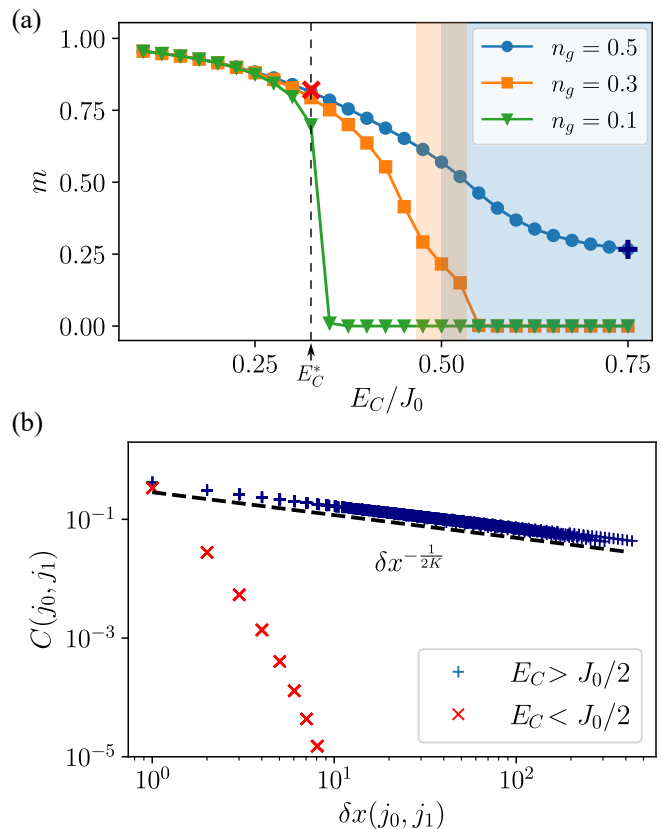 (a)
1.00
0.75
0.50
0.25
0.00
m
n_g = 0.5
n_g = 0.3
n_g = 0.1
0.25
0.50
0.75
E_C^*
E_C/J_0
(b)
10^{-1}
10^{-3}
10^{-5}
C(j_0, j_1)
δx^{-\frac{1}{2K}}
E_C > J_0/2
E_C < J_0/2
10^0
10^1
10^2
δx(j_0, j_1)